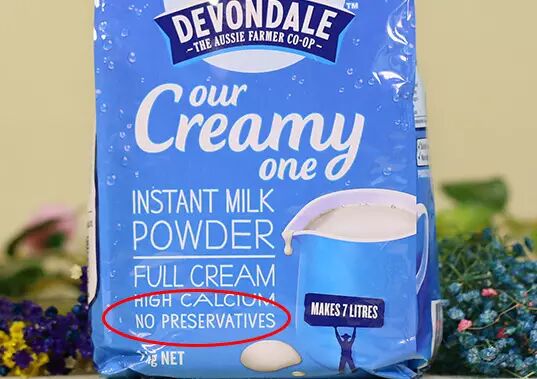 DEVONDALE
TM
- THE AUSSIE FARMER CO-OP -
our
Creamy
one
INSTANT MILK
POWDER
FULL CREAM
HIGH CALCIUM
NO PRESERVATIVES
MAKES 7 LITRES
NET